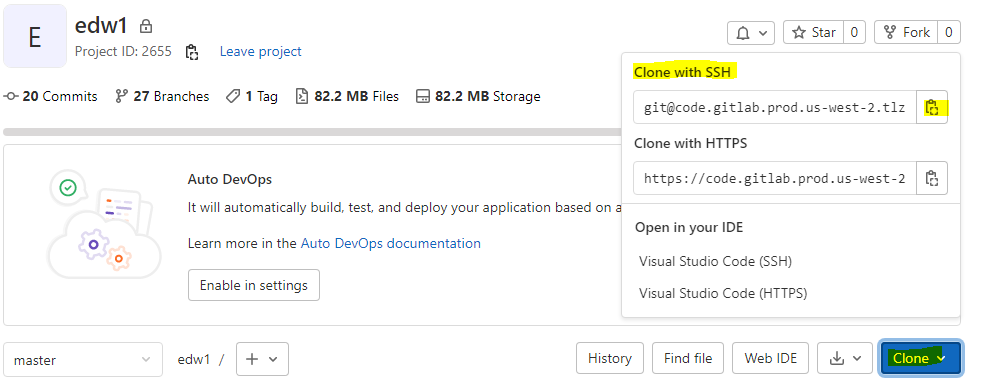 E
edw1
Project ID: 2655
Leave project
Star 0
Fork 0
20 Commits
27 Branches
1 Tag
82.2 MB Files
82.2 MB Storage
Clone with SSH
git@code.gitlab.prod.us-west-2.tlz
Clone with HTTPS
https://code.gitlab.prod.us-west-2
Open in your IDE
Visual Studio Code (SSH)
Visual Studio Code (HTTPS)
Auto DevOps
It will automatically build, test, and deploy your application based on a
Learn more in the Auto DevOps documentation
Enable in settings
master
edw1 / +
History
Find file
Web IDE
Clone